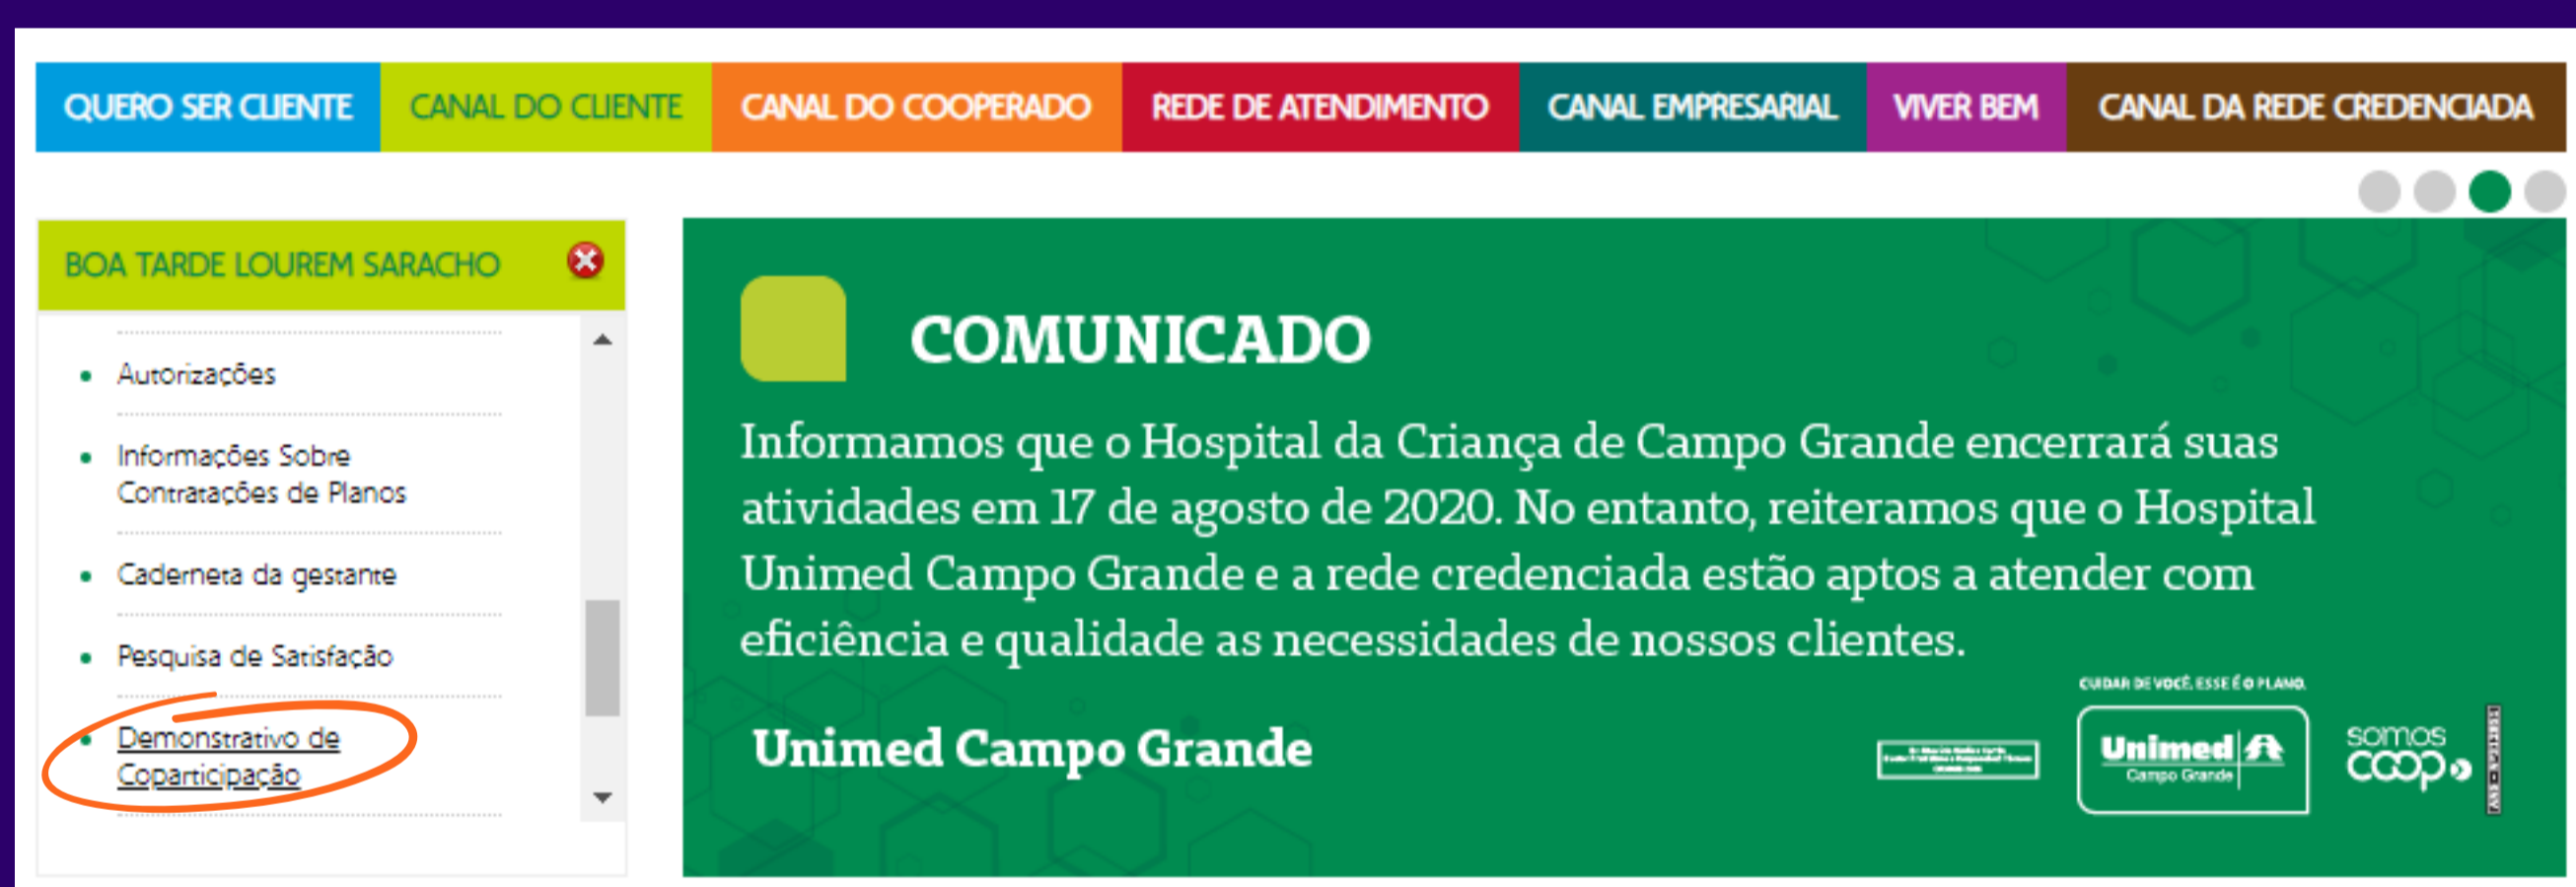 QUERO SER CLIENTE CANAL DO CLIENTE CANAL DO COOPERADO REDE DE ATENDIMENTO CANAL EMPRESARIAL VIVER BEM CANAL DA REDE CREDENCIADA
BOA TARDE LOUREM SARACHO
Autorizações
Informações Sobre
Contratações de Planos
Caderneta da gestante
Pesquisa de Satisfação
Demonstrativo de
Coparticipação
COMUNICADO
Informamos que o Hospital da Criança de Campo Grande encerrará suas
atividades em 17 de agosto de 2020. No entanto, reiteramos que o Hospital
Unimed Campo Grande e a rede credenciada estão aptos a atender com
eficiência e qualidade as necessidades de nossos clientes.
Unimed Campo Grande
CUIDAR DE VOCÊ. ESSE É O PLANO.
Unimed
Campo Grande
somos
coop